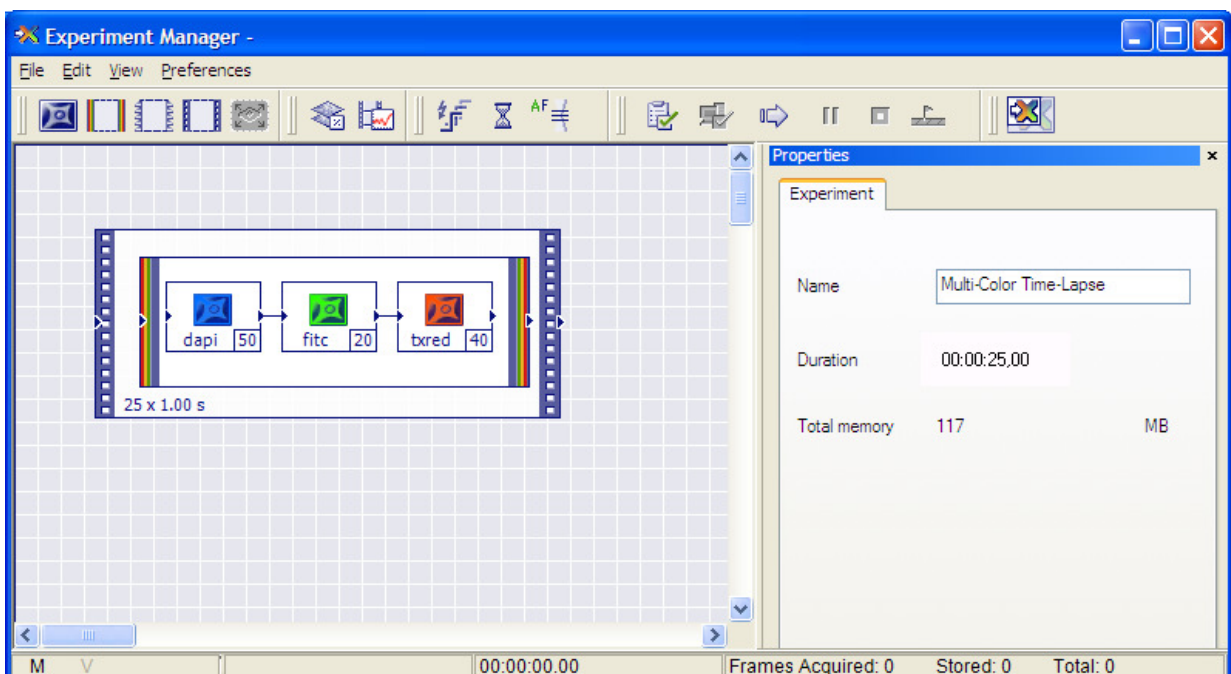 Experiment Manager -
File Edit View Preferences
AF
Properties
Experiment
Name Multi-Color Time-Lapse
dapi 50 fitc 20 txred 40
Duration 00:00:25,00
25 x 1.00 s
Total memory 117 MB
M V 00:00:00.00 Frames Acquired: 0 Stored: 0 Total: 0